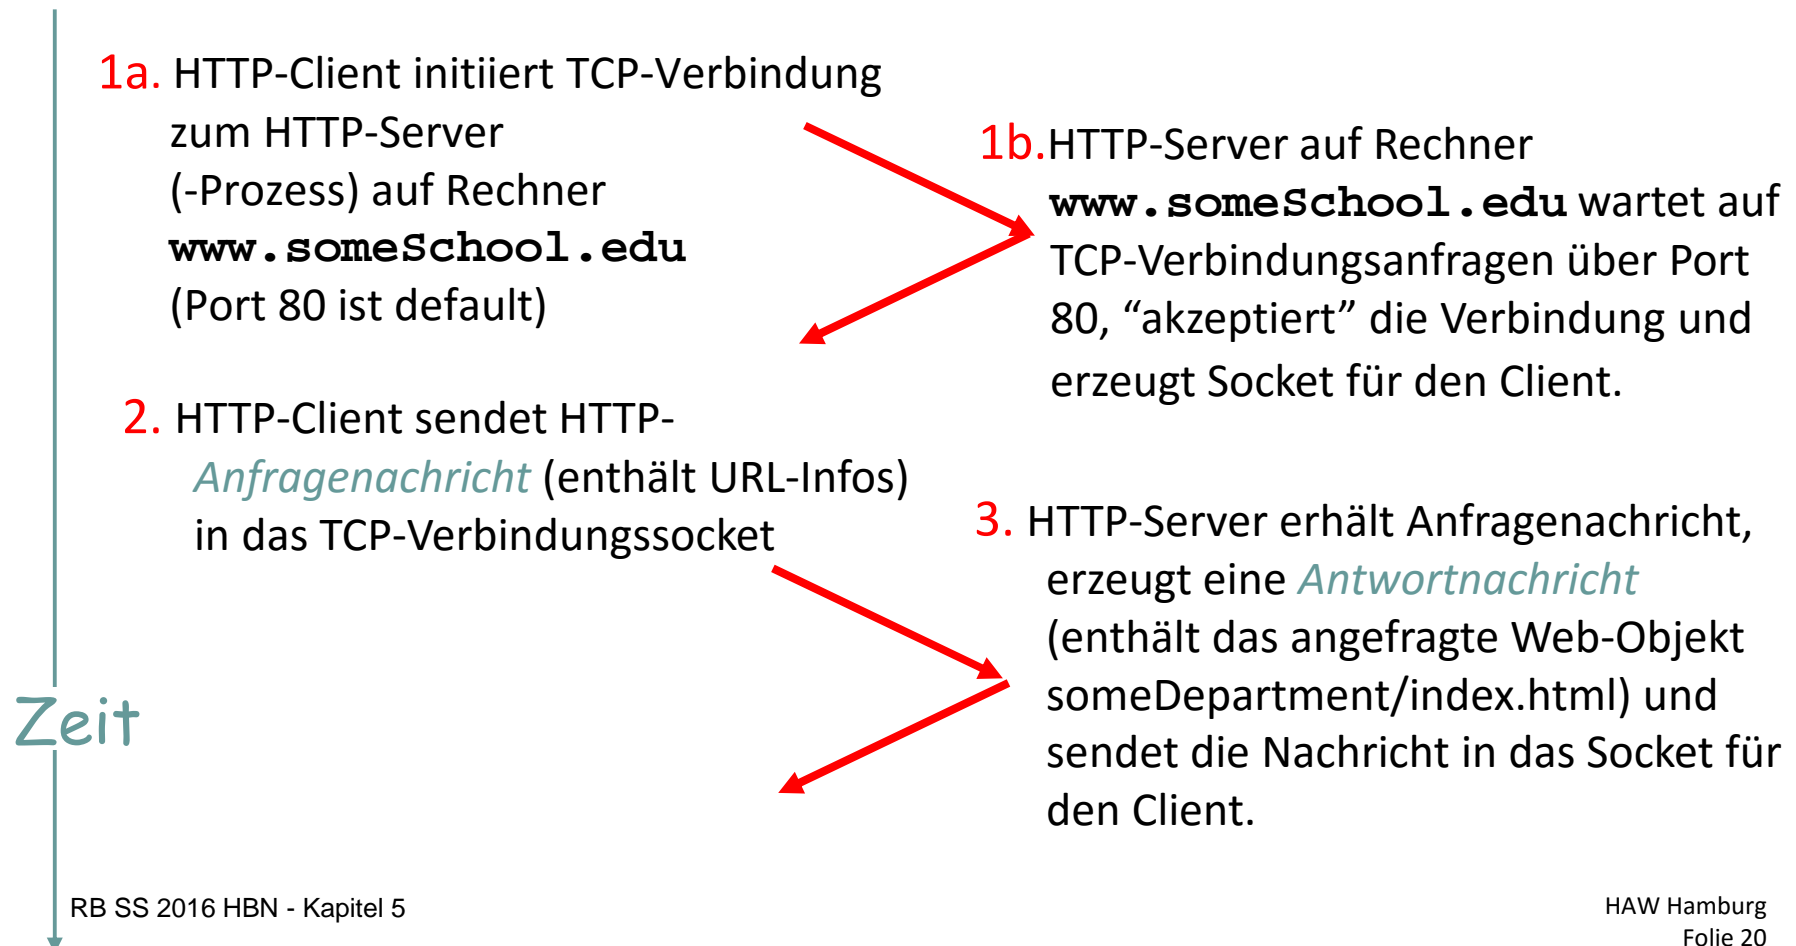 1a. HTTP-Client initiiert TCP-Verbindung
zum HTTP-Server
(-Prozess) auf Rechner
www.someSchool.edu
(Port 80 ist default)
1b.HTTP-Server auf Rechner
www.someSchool.edu wartet auf
TCP-Verbindungsanfragen über Port
80, “akzeptiert” die Verbindung und
erzeugt Socket für den Client.
2. HTTP-Client sendet HTTP-
Anfragenachricht (enthält URL-Infos)
in das TCP-Verbindungssocket
3. HTTP-Server erhält Anfragenachricht,
erzeugt eine Antwortnachricht
(enthält das angefragte Web-Objekt
someDepartment/index.html) und
sendet die Nachricht in das Socket für
den Client.
Zeit
RB SS 2016 HBN - Kapitel 5
HAW Hamburg
Folie 20